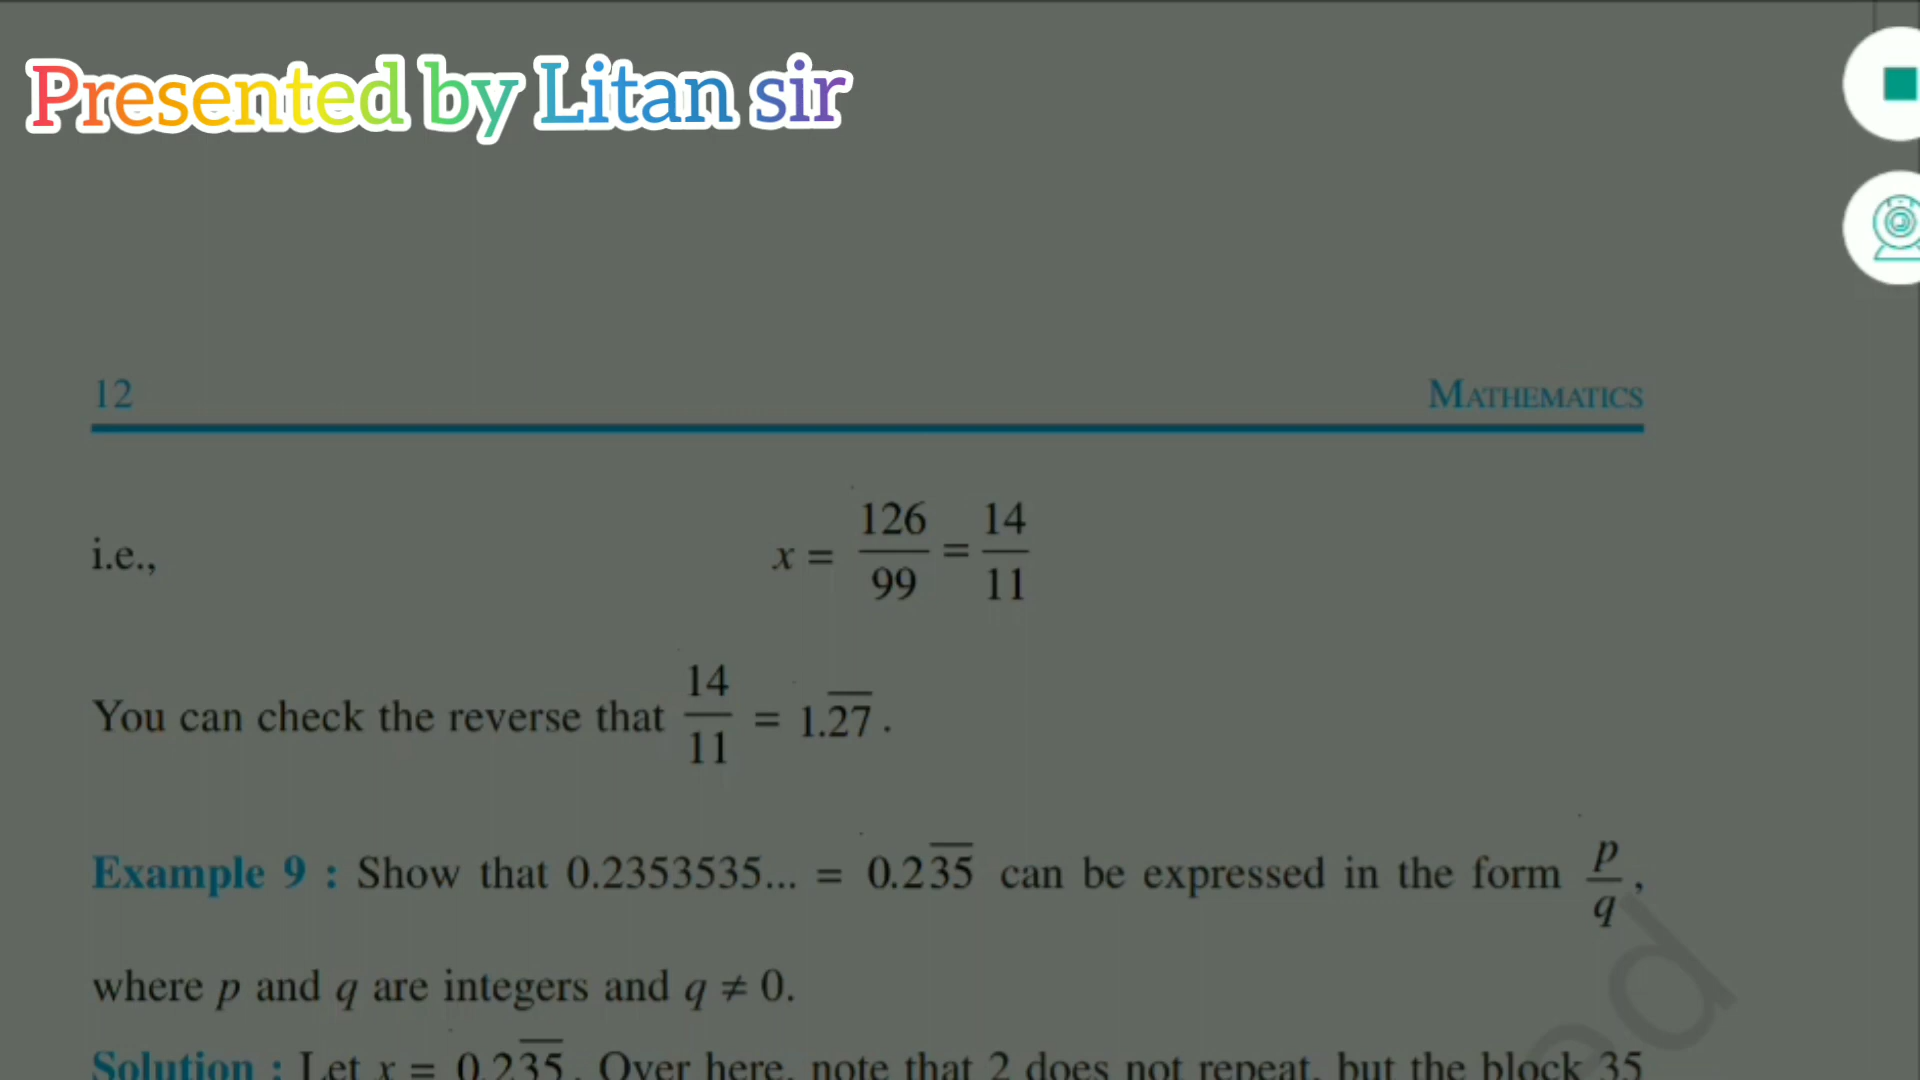 Presented by Litan sir
12 MATHEMATICS
i.e., x = 126/99 = 14/11
You can check the reverse that 14/11 = 1.2̅7̅ .
Example 9 : Show that 0.2353535... = 0.23̅5̅ can be expressed in the form p/q,
where p and q are integers and q ≠ 0.
Solution : Let x = 0.23̅5̅ . Over here, note that 2 does not repeat, but the block 35